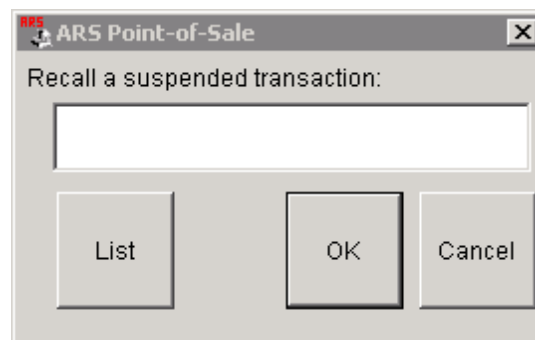 ARS
ARS Point-of-Sale
Recall a suspended transaction:
List
OK
Cancel